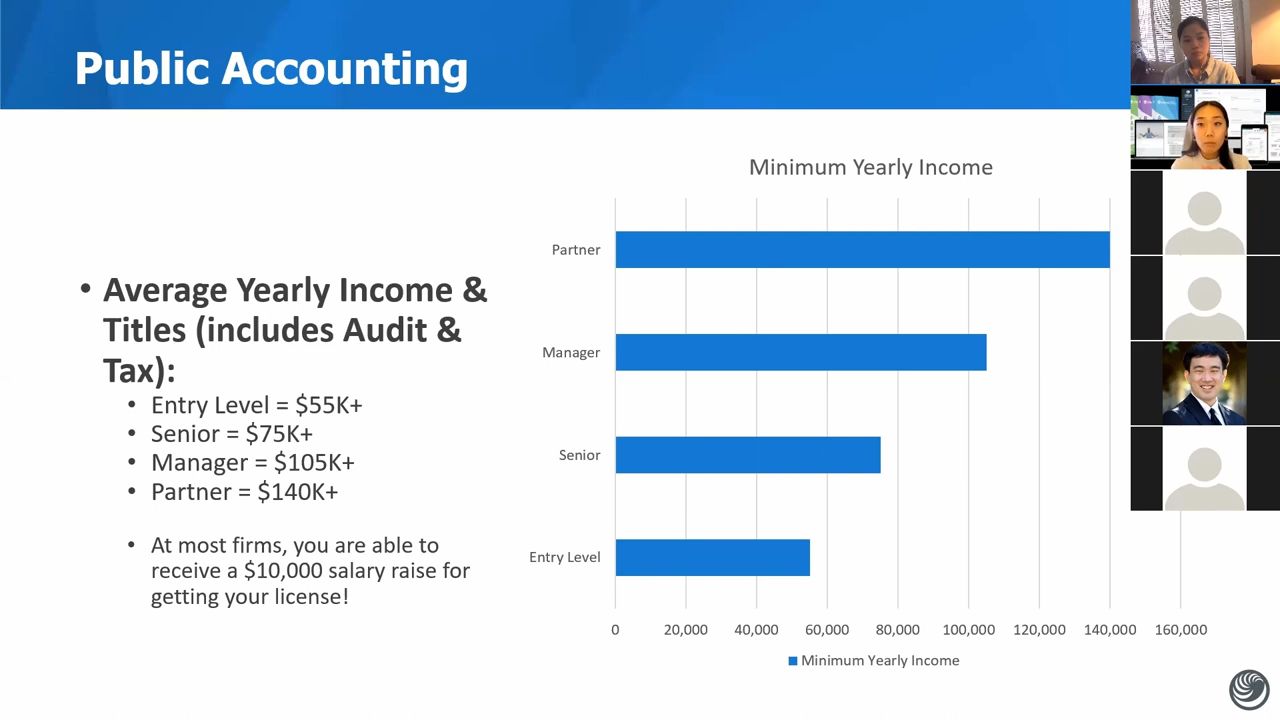 Public Accounting
• Average Yearly Income &
Titles (includes Audit &
Tax):
• Entry Level = $55K+
• Senior = $75K+
• Manager = $105K+
• Partner = $140K+
• At most firms, you are able to
receive a $10,000 salary raise for
getting your license!
Minimum Yearly Income
Partner
Manager
Senior
Entry Level
0 20,000 40,000 60,000 80,000 100,000 120,000 140,000 160,000
Minimum Yearly Income